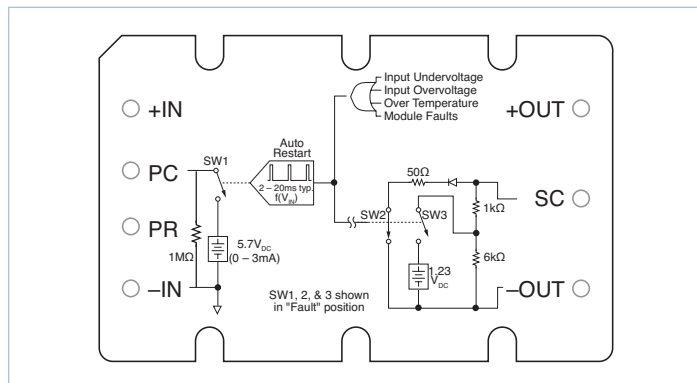 Input Undervoltage
Input Overvoltage
Over Temperature
Module Faults
+IN
+OUT
PC
SW1
Auto
Restart
2 – 20ms typ.
f(VIN)
50Ω
SC
PR
SW2
SW3
1kΩ
1MΩ
5.7VDC
(0 – 3mA)
1.23
VDC
6kΩ
–IN
SW1, 2, & 3 shown
in "Fault" position
–OUT